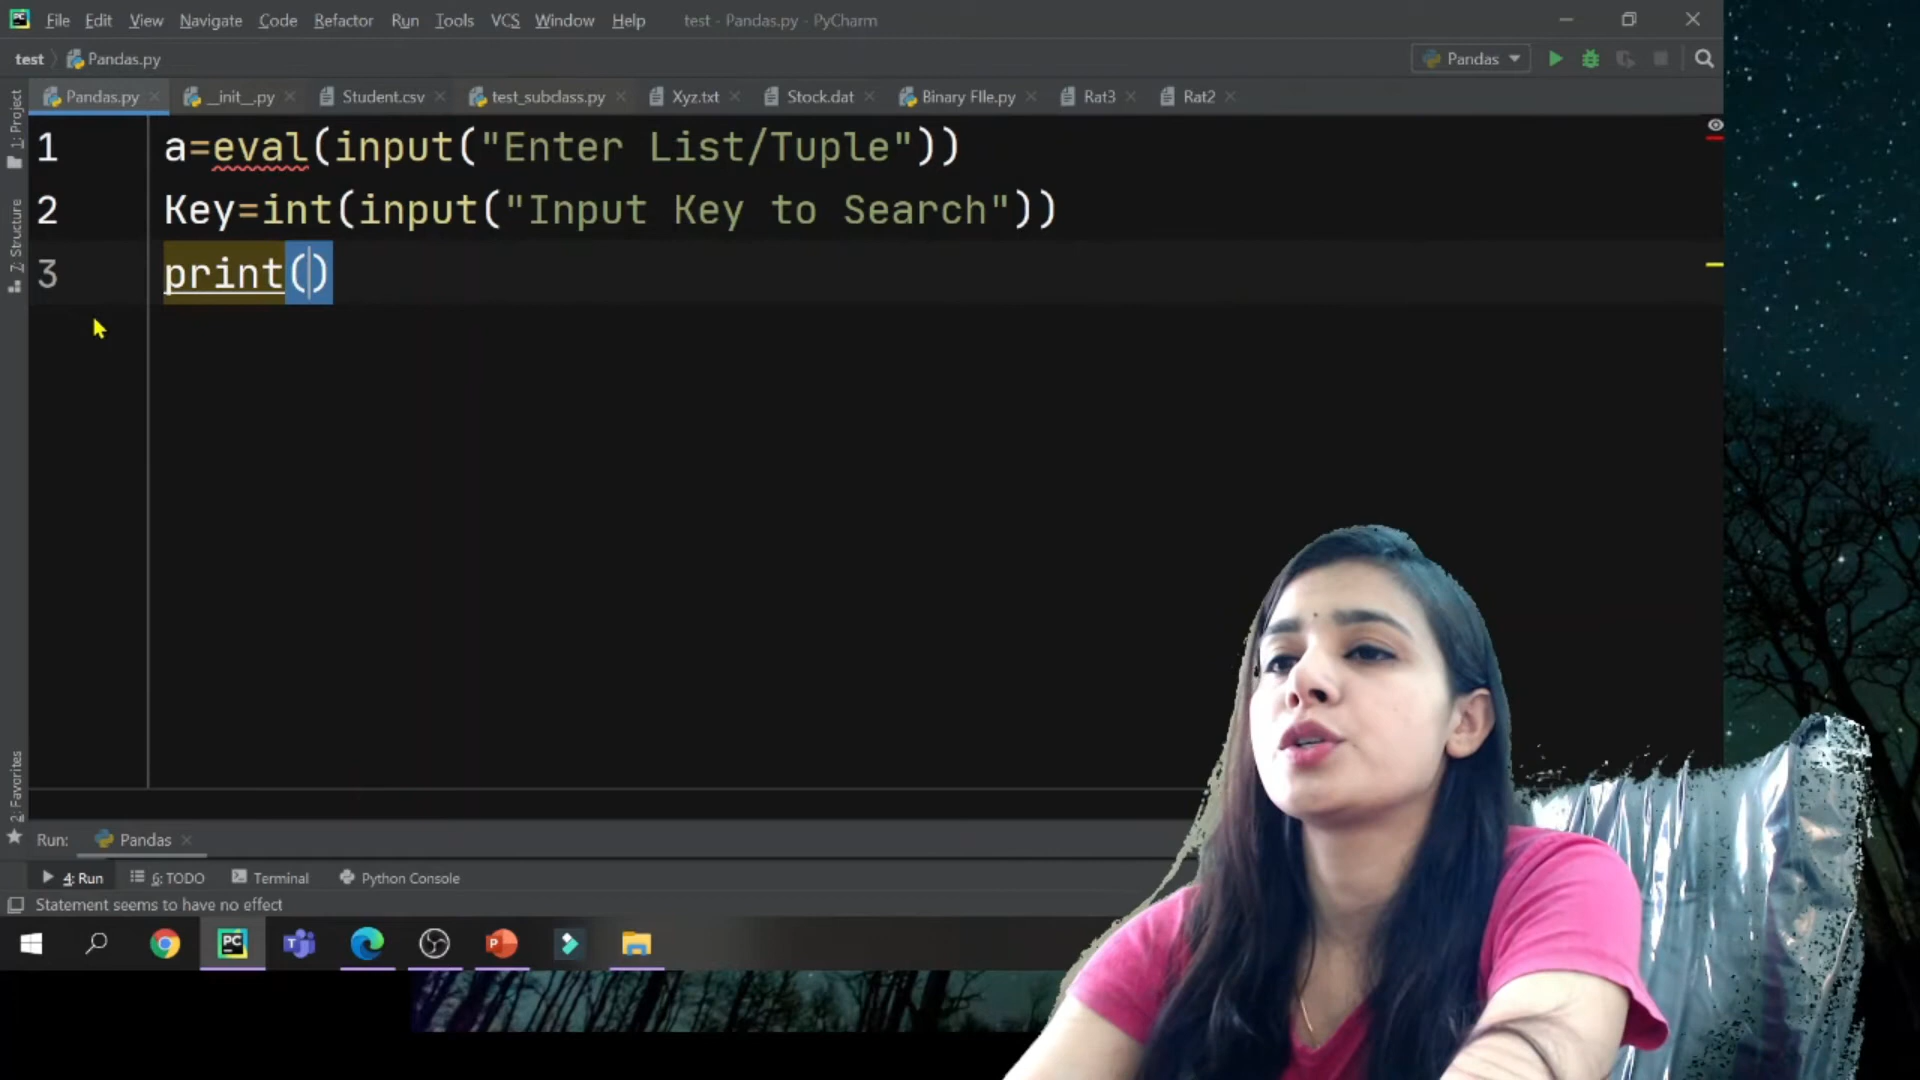 File Edit View Navigate Code Refactor Run Tools VCS Window Help test - Pandas.py - PyCharm
test Pandas.py Pandas
Pandas.py __init__.py Student.csv test_subclass.py Xyz.txt Stock.dat Binary FIle.py Rat3 Rat2
1: Project
7: Structure
2: Favorites
1 a=eval(input("Enter List/Tuple"))
2 Key=int(input("Input Key to Search"))
3 print()
Run: Pandas
4: Run 6: TODO Terminal Python Console
Statement seems to have no effect